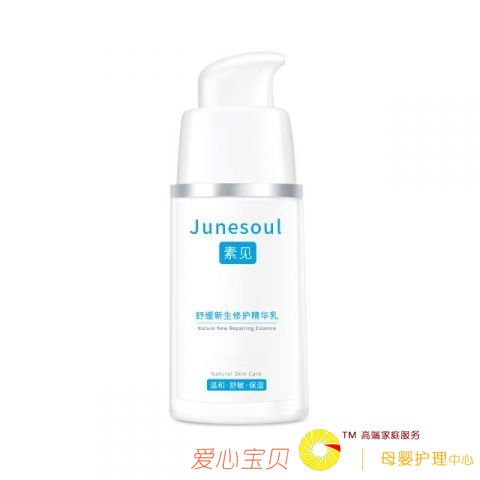 Junesoul
素见
舒缓新生修护精华乳
Nature New Repairing Essence
Natural Skin Care
温和·舒敏·保湿
TM 高端家庭服务
爱心宝贝 母婴护理中心